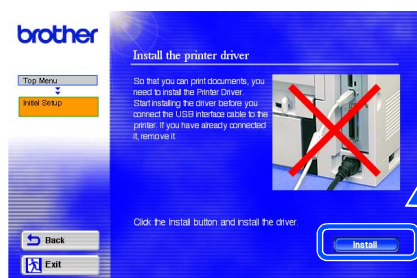 brother
Install the printer driver
Top Menu
Initial Setup
So that you can print documents, you
need to install the Printer Driver.
Start installing the driver before you
connect the USB interface cable to the
printer. If you have already connected
it, remove it.
Click the Install button and install the driver.
Install
Back
Exit